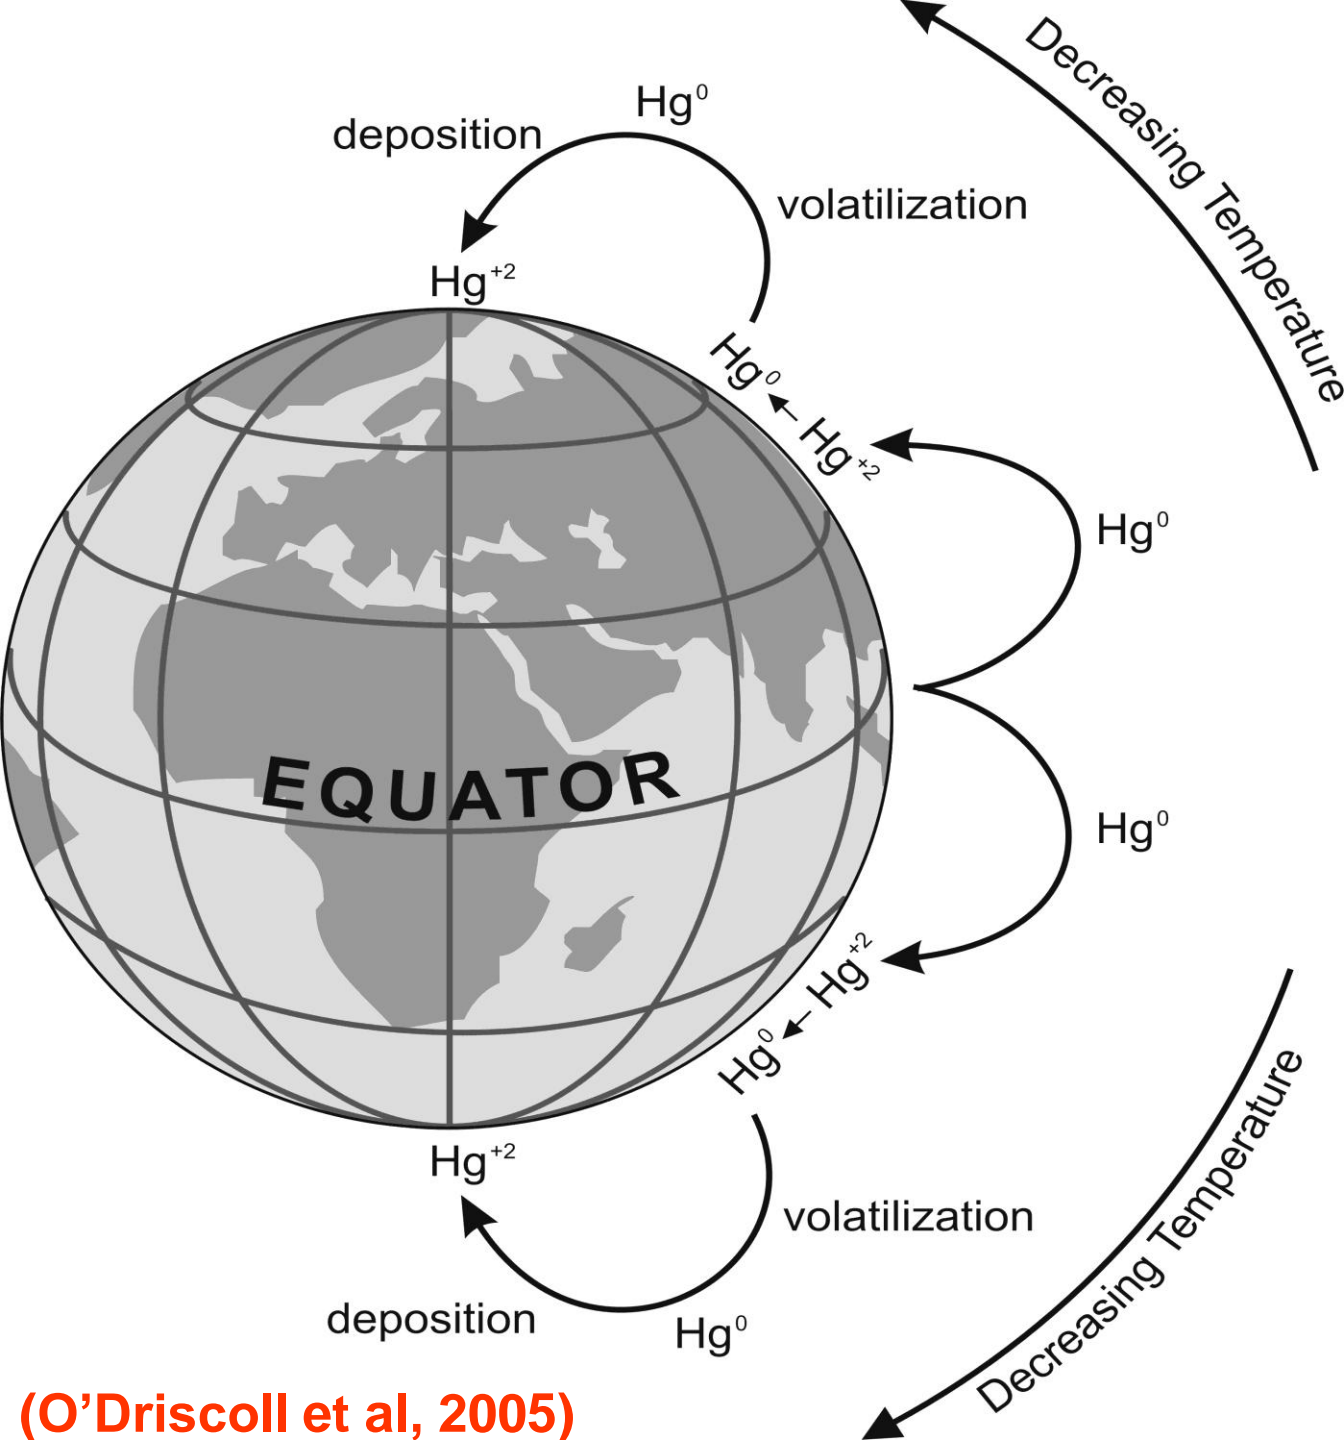 Decreasing Temperature
Hg⁰
deposition
volatilization
Hg⁺²
Hg⁰
Hg⁺²
Hg⁰
EQUATOR
Hg⁰
Hg⁺²
Hg⁰
Hg⁺²
volatilization
deposition
Hg⁰
Decreasing Temperature
(O’Driscoll et al, 2005)